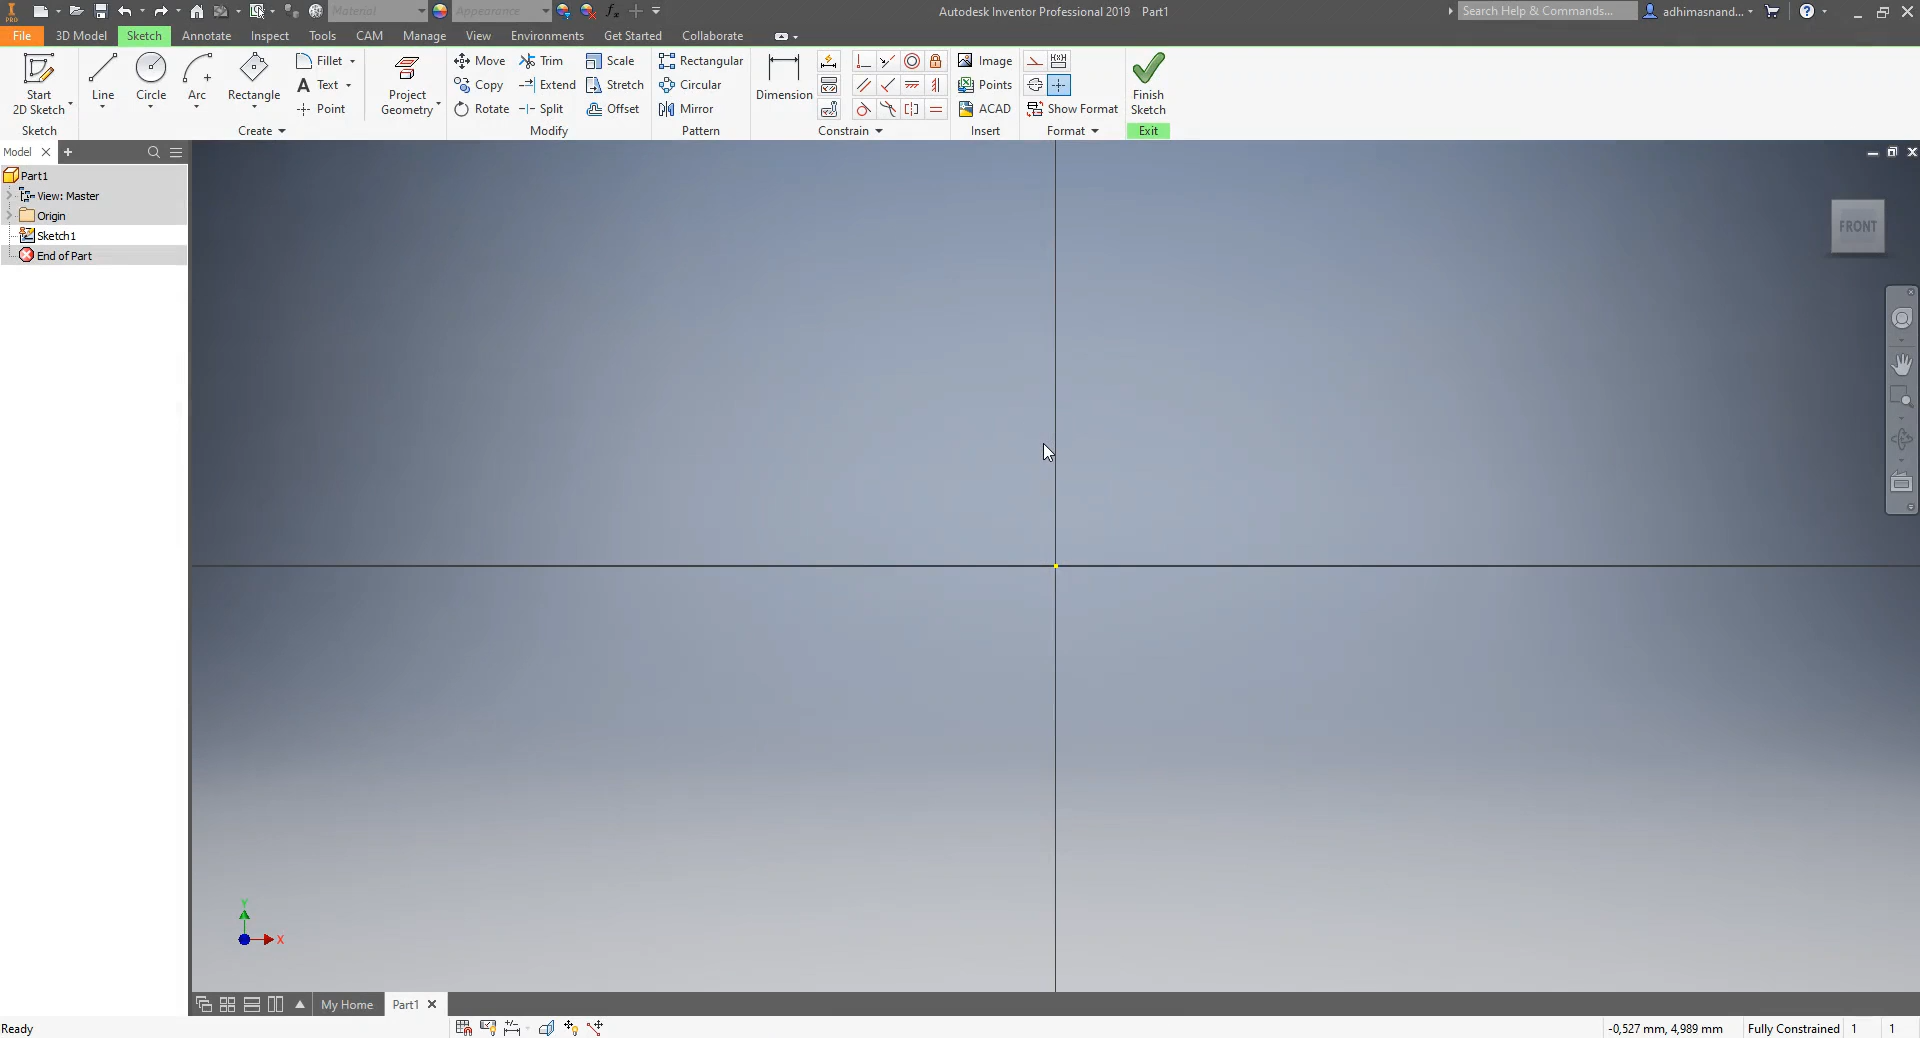 PRO
Material
Appearance
Autodesk Inventor Professional 2019 Part1
Search Help & Commands...
adhimasnand...
File 3D Model Sketch Annotate Inspect Tools CAM Manage View Environments Get Started Collaborate
Start
2D Sketch
Line
Circle
Arc
Rectangle
Fillet
Text
Point
Project
Geometry
Move
Trim
Scale
Copy
Extend
Stretch
Rotate
Split
Offset
Rectangular
Circular
Mirror
Dimension
Image
Points
ACAD
Show Format
Finish
Sketch
Sketch
Create
Modify
Pattern
Constrain
Insert
Format
Exit
Model
Part1
View: Master
Origin
Sketch1
End of Part
FRONT
Y
X
My Home
Part1
Ready
-0,527 mm, 4,989 mm
Fully Constrained
1
1